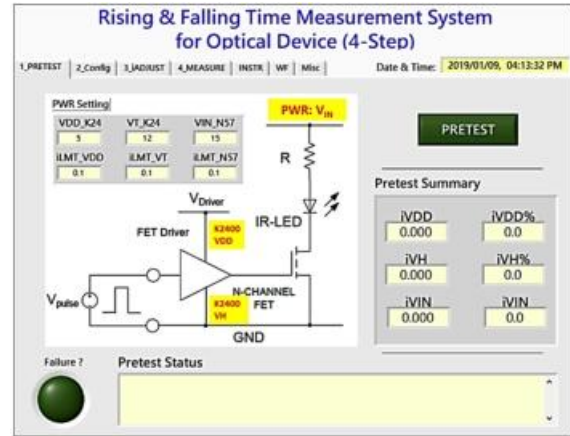 Rising & Falling Time Measurement System
for Optical Device (4-Step)
1_PRETEST 2_Config 3_iADJUST 4_MEASURE INSTR WF Misc Date & Time: 2019/01/09, 04:13:32 PM
PWR Setting
VDD_K24 VT_K24 VIN_N57
5 12 15
iLMT_VDD iLMT_VT iLMT_N57
0.1 0.1 0.1
PWR: VIN
R
IR-LED
VDriver
FET Driver
K2400
VDD
Vpulse
N-CHANNEL
FET
K2400
VH
GND
PRETEST
Pretest Summary
iVDD iVDD%
0.000 0.0
iVH iVH%
0.000 0.0
iVIN iVIN
0.000 0.0
Failure ? Pretest Status